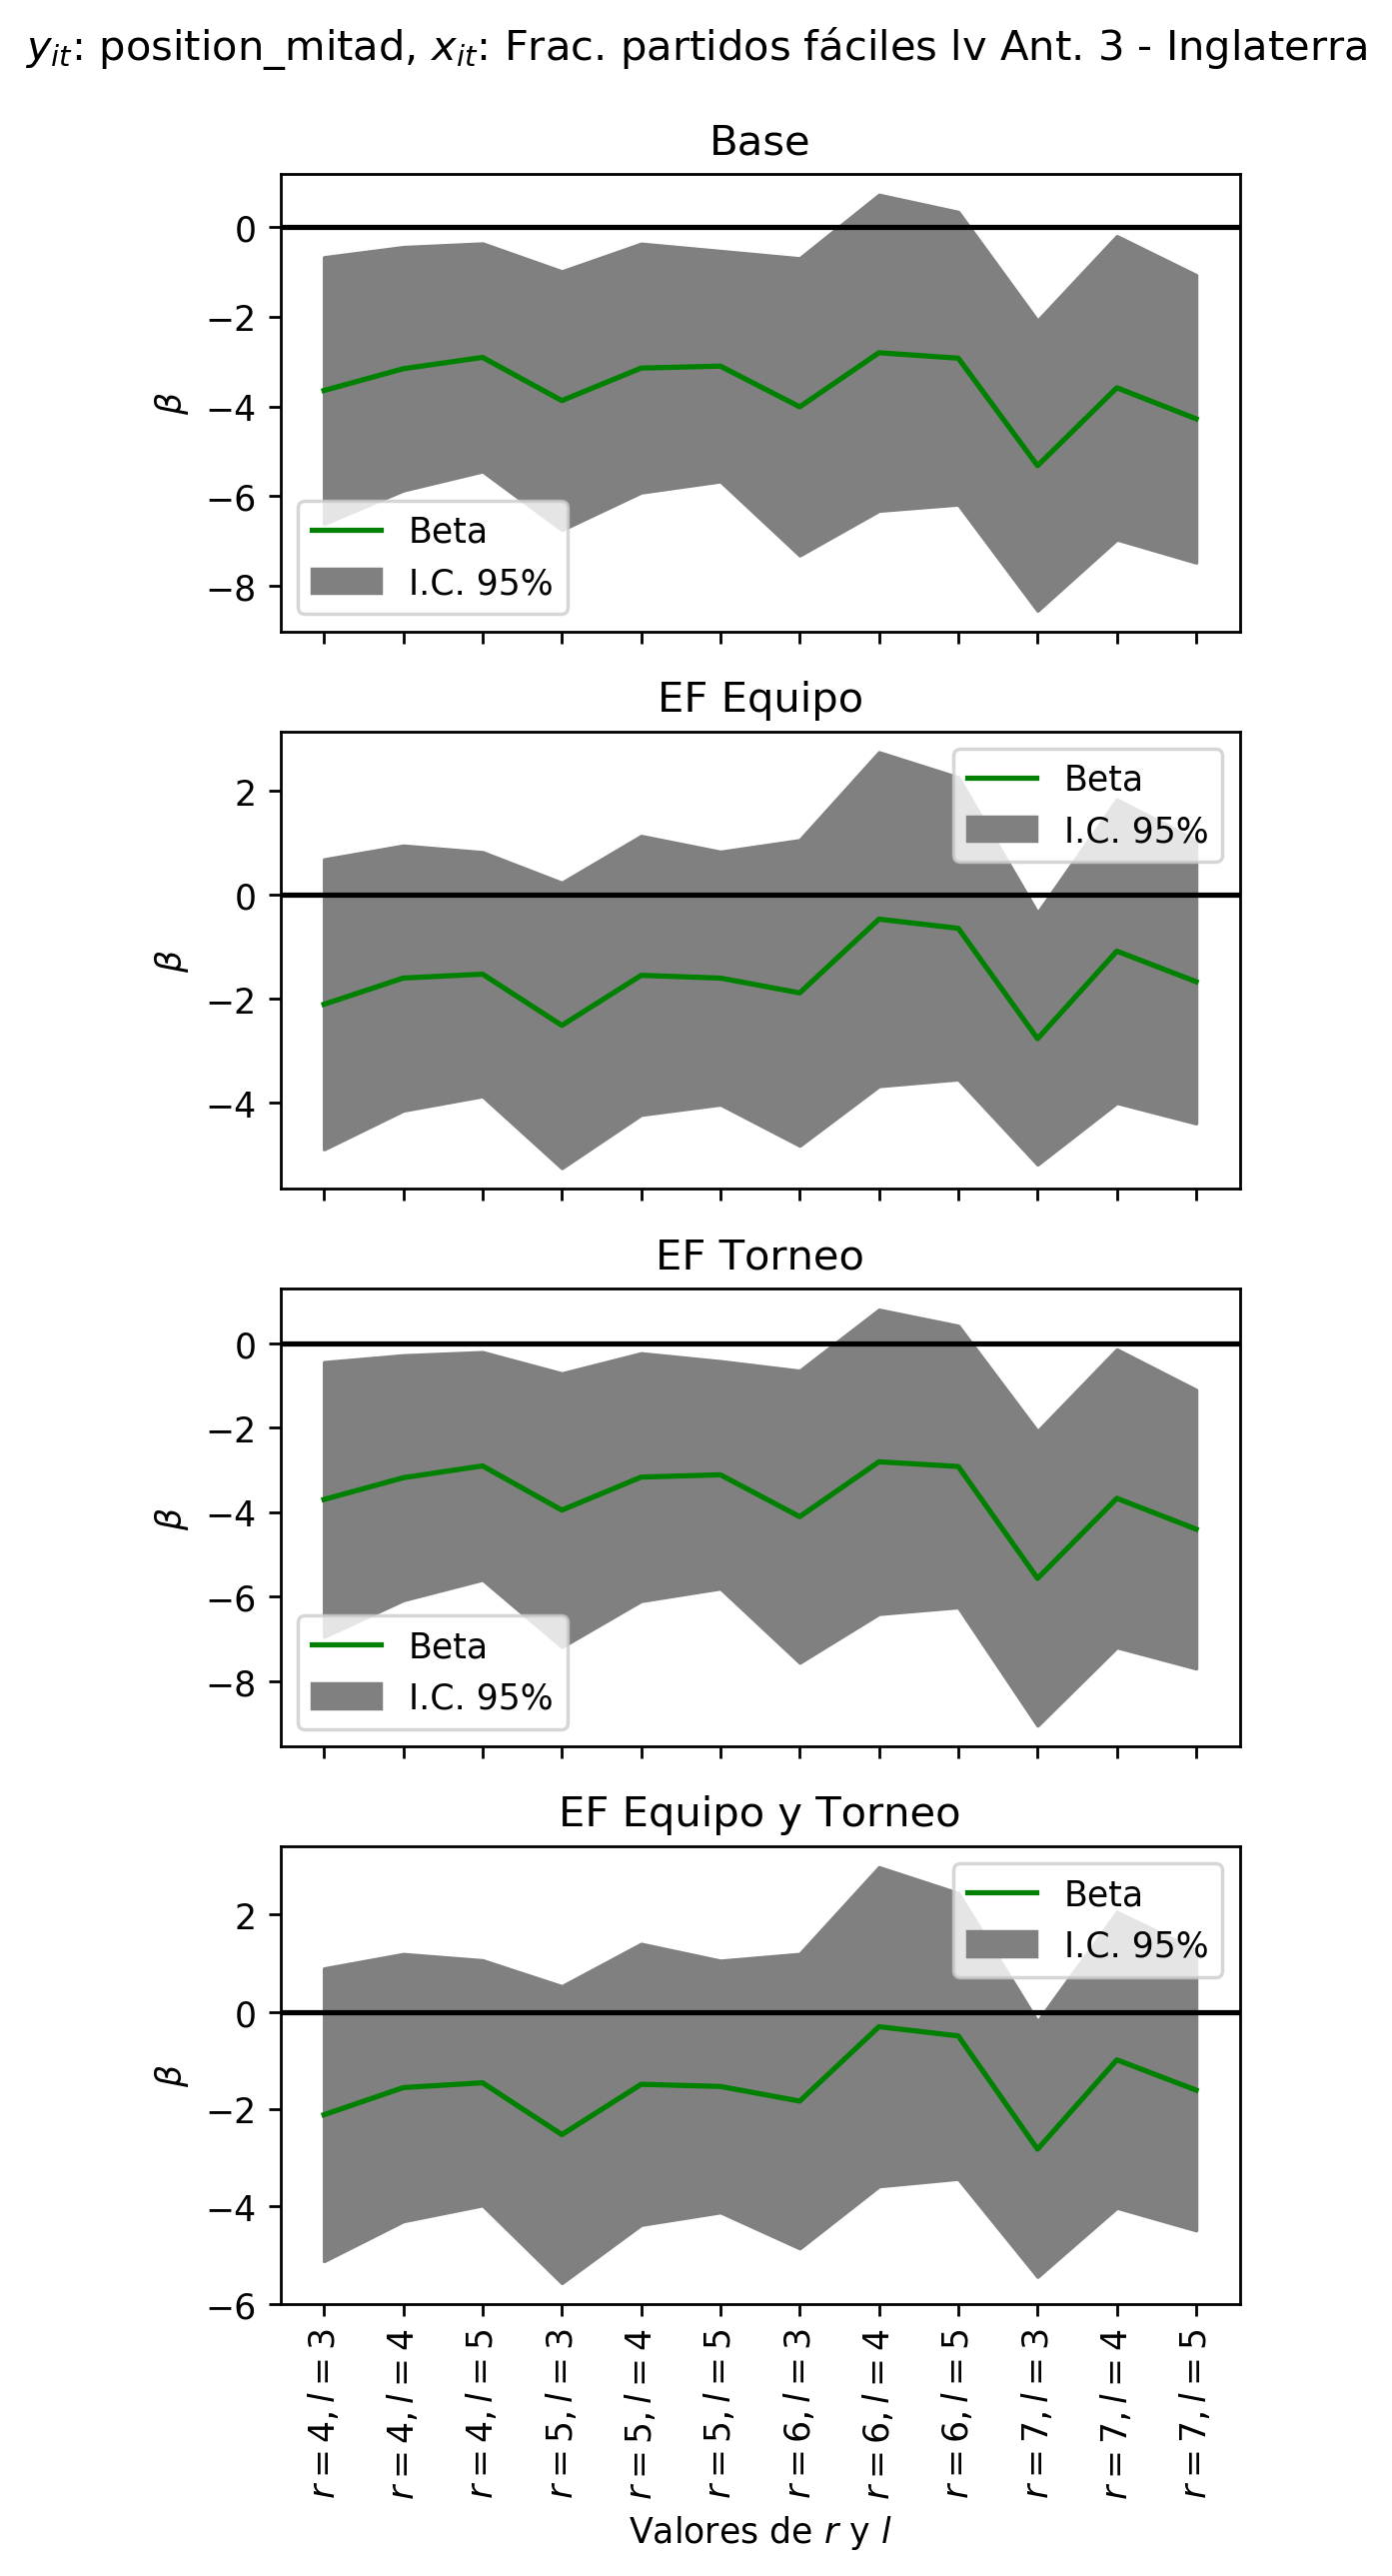 y_it: position_mitad, x_it: Frac. partidos fáciles lv Ant. 3 - Inglaterra
Base
0
−2
−4
−6
−8
β
Beta
I.C. 95%
EF Equipo
2
0
−2
−4
β
Beta
I.C. 95%
EF Torneo
0
−2
−4
−6
−8
β
Beta
I.C. 95%
EF Equipo y Torneo
2
0
−2
−4
−6
β
Beta
I.C. 95%
r = 4, l = 3
r = 4, l = 4
r = 4, l = 5
r = 5, l = 3
r = 5, l = 4
r = 5, l = 5
r = 6, l = 3
r = 6, l = 4
r = 6, l = 5
r = 7, l = 3
r = 7, l = 4
r = 7, l = 5
Valores de r y l